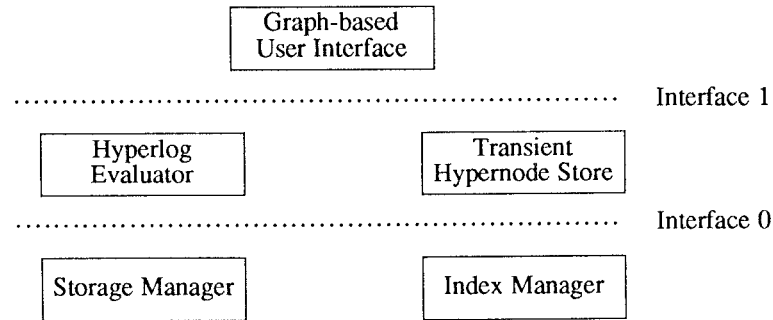 Graph-based
User Interface
Interface 1
Hyperlog
Evaluator
Transient
Hypernode Store
Interface 0
Storage Manager
Index Manager